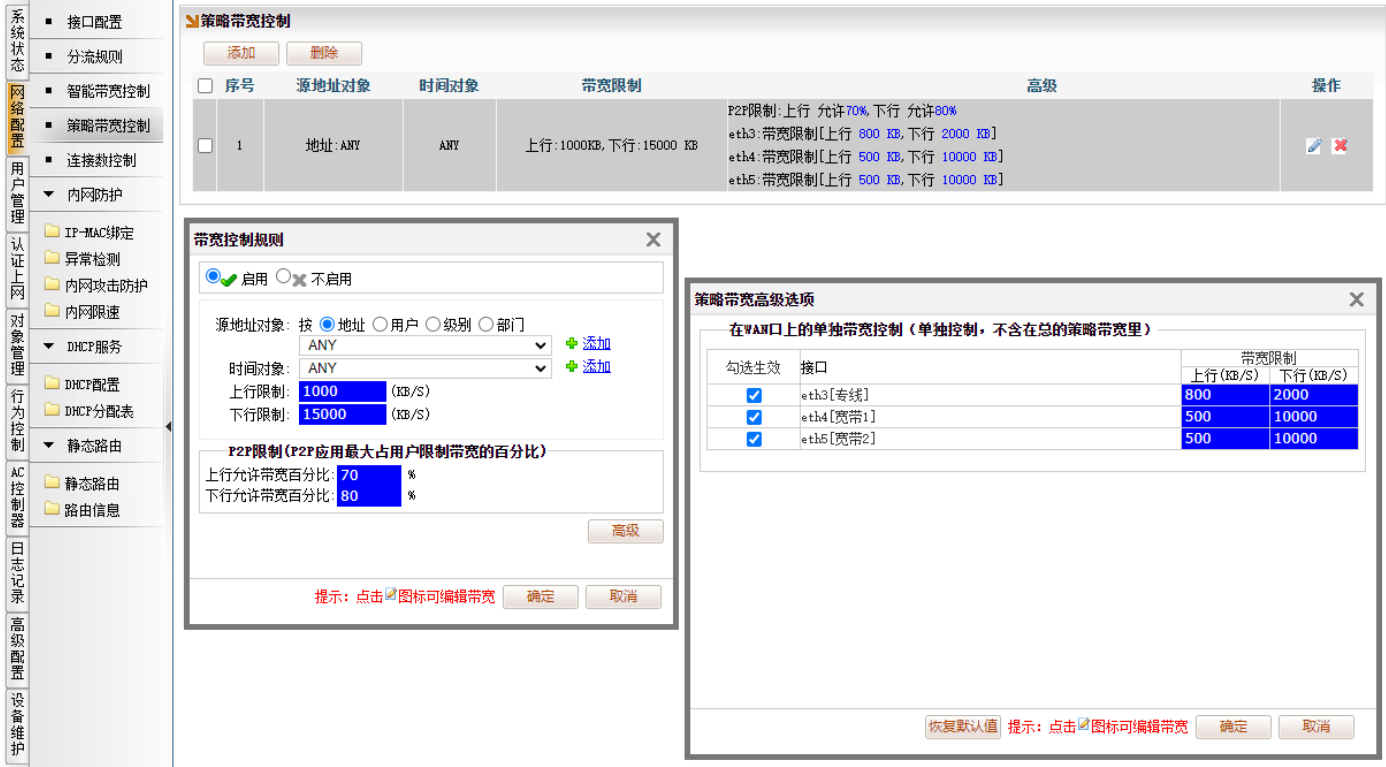 系统状态
网络配置
用户管理
认证上网
对象管理
行为控制
AC控制器
日志记录
高级配置
设备维护
接口配置
分流规则
智能带宽控制
策略带宽控制
连接数控制
内网防护
IP-MAC绑定
异常检测
内网攻击防护
内网限速
DHCP服务
DHCP配置
DHCP分配表
静态路由
静态路由
路由信息
策略带宽控制
添加 删除
序号 源地址对象 时间对象 带宽限制 高级 操作
1 地址:ANY ANY 上行:1000KB,下行:15000 KB
P2P限制:上行 允许70%,下行 允许80%
eth3:带宽限制[上行 800 KB,下行 2000 KB]
eth4:带宽限制[上行 500 KB,下行 10000 KB]
eth5:带宽限制[上行 500 KB,下行 10000 KB]
带宽控制规则
启用 不启用
源地址对象: 按 地址 用户 级别 部门
ANY 添加
时间对象: ANY 添加
上行限制: 1000 (KB/S)
下行限制: 15000 (KB/S)
P2P限制(P2P应用最大占用户限制带宽的百分比)
上行允许带宽百分比: 70 %
下行允许带宽百分比: 80 %
高级
提示: 点击图标可编辑带宽 确定 取消
策略带宽高级选项
在WAN口上的单独带宽控制(单独控制,不含在总的策略带宽里)
勾选生效 接口 带宽限制
上行(KB/S) 下行(KB/S)
eth3[专线] 800 2000
eth4[宽带1] 500 10000
eth5[宽带2] 500 10000
恢复默认值 提示: 点击图标可编辑带宽 确定 取消